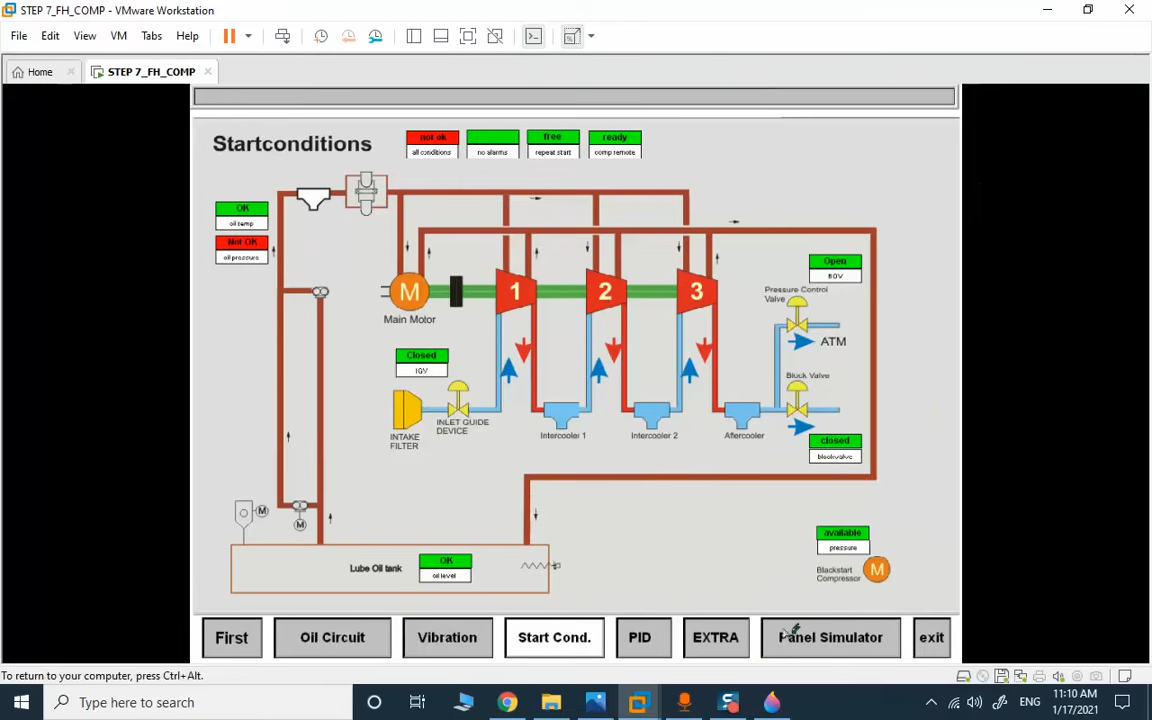 STEP 7_FH_COMP - VMware Workstation
File Edit View VM Tabs Help
Home
STEP 7_FH_COMP
Startconditions
not ok
all conditions
no alarms
free
repeat start
ready
comp remote
OK
oil temp
Not OK
oil pressure
M
Main Motor
1
2
3
Open
BOV
Pressure Control
Valve
ATM
Closed
IGV
INTAKE
FILTER
INLET GUIDE
DEVICE
Intercooler 1
Intercooler 2
Aftercooler
Block Valve
closed
blockvalve
M
M
Lube Oil tank
OK
oil level
available
pressure
Blackstart
Compressor
M
First
Oil Circuit
Vibration
Start Cond.
PID
EXTRA
Panel Simulator
exit
To return to your computer, press Ctrl+Alt.
Type here to search
ENG
11:10 AM
1/17/2021